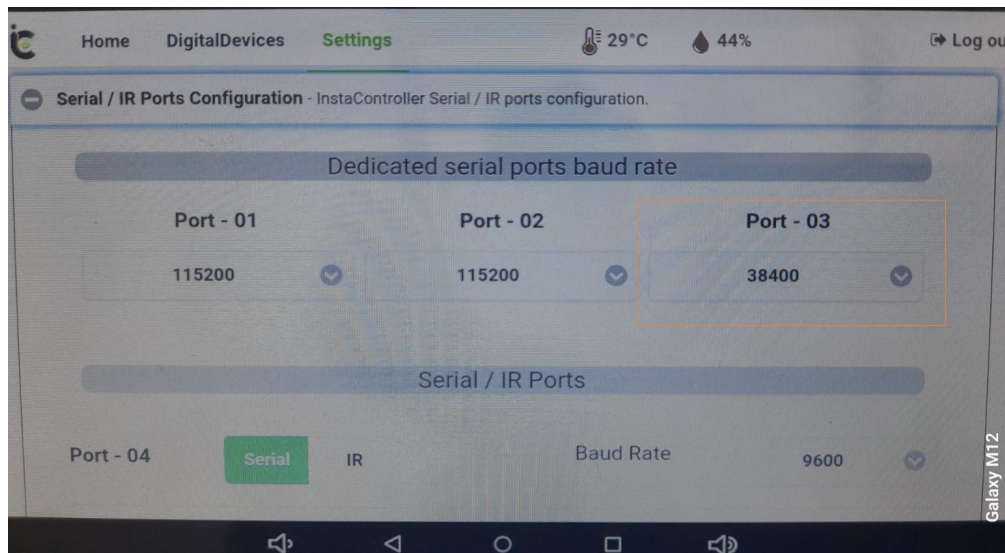 ic Home DigitalDevices Settings 29°C 44% Log ou
Serial / IR Ports Configuration - InstaController Serial / IR ports configuration.
Dedicated serial ports baud rate
Port - 01 Port - 02 Port - 03
115200 115200 38400
Serial / IR Ports
Port - 04 Serial IR Baud Rate 9600
Galaxy M12